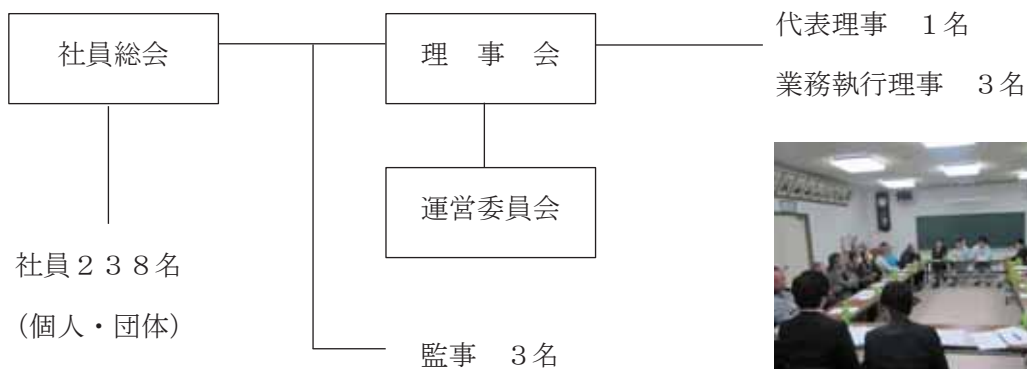 社員総会
理　事　会
代表理事　１名
業務執行理事　３名
運営委員会
社員２３８名
（個人・団体）
監事　３名